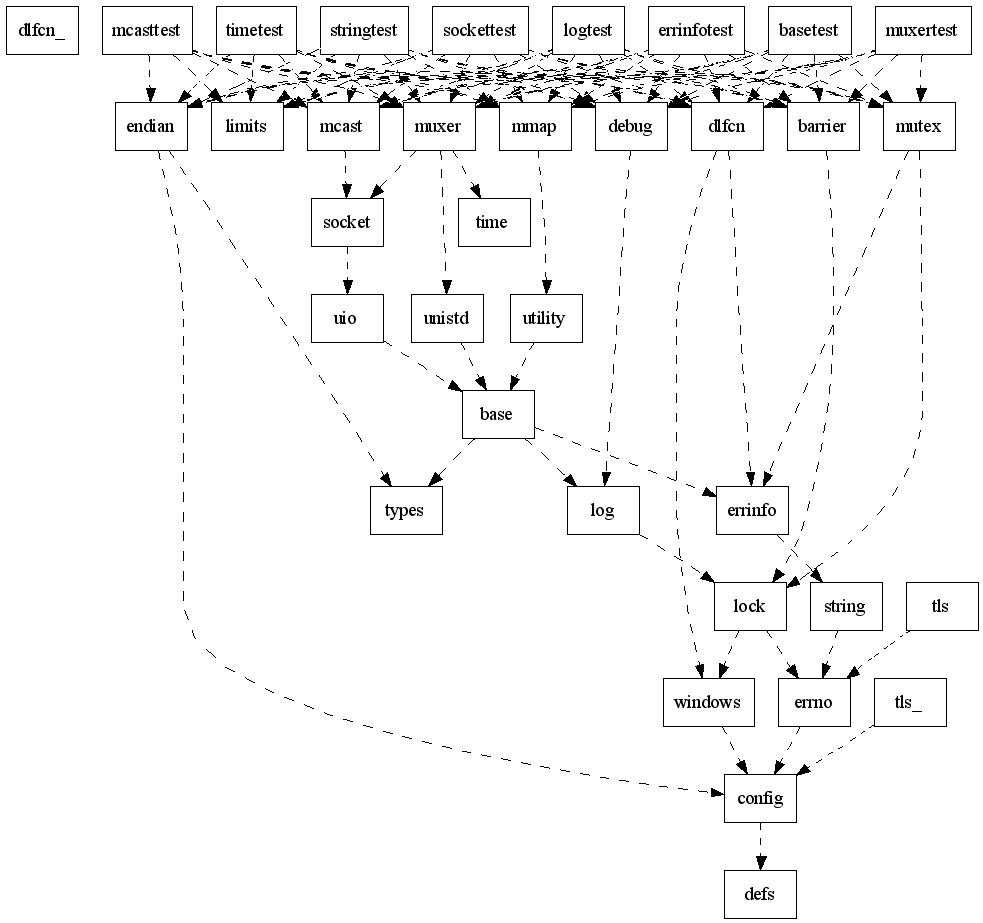 dlfcn_ mcasttest timetest stringtest sockettest logtest errinfotest basetest muxertest
endian limits mcast muxer mmap debug dlfcn barrier mutex
socket time
uio unistd utility
base
types log errinfo
lock string tls
windows errno tls_
config
defs